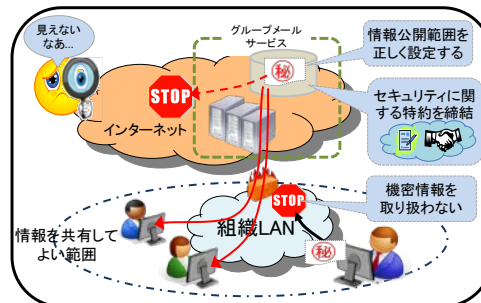 見えない
なあ…
グループメール
サービス
情報公開範囲を
正しく設定する
㊙
STOP
インターネット
セキュリティに関
する特約を締結
STOP
機密情報を
取り扱わない
組織LAN
㊙
情報を共有して
よい範囲